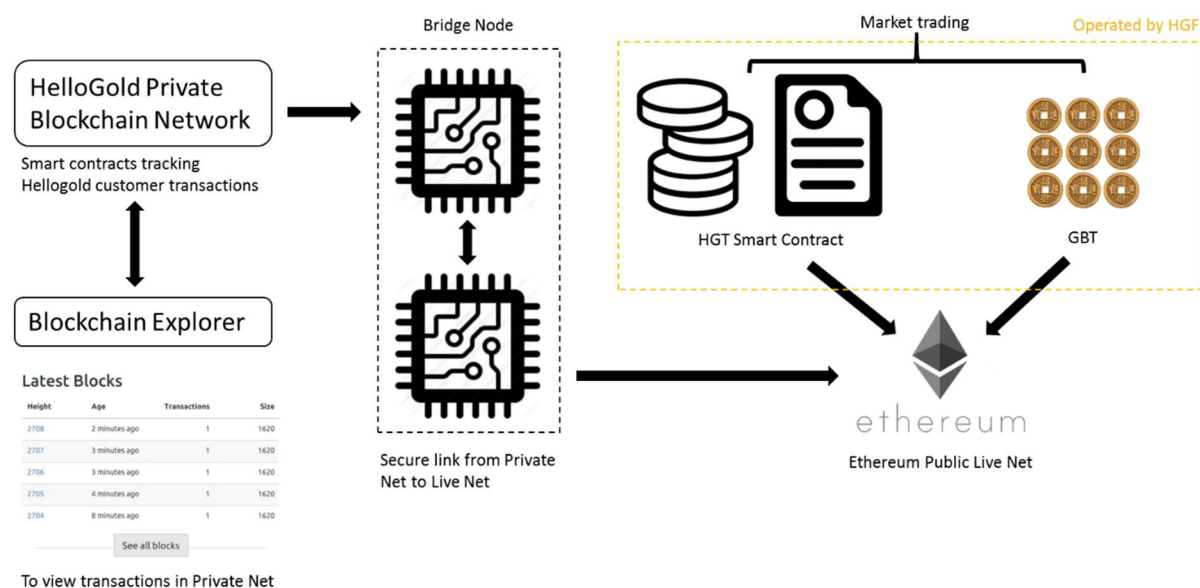 HelloGold Private
Blockchain Network
Smart contracts tracking
Hellogold customer transactions
Blockchain Explorer
Latest Blocks
Height Age Transactions Size
2708 2 minutes ago 1 1620
2707 3 minutes ago 1 1620
2706 3 minutes ago 1 1620
2705 4 minutes ago 1 1620
2704 8 minutes ago 1 1620
See all blocks
To view transactions in Private Net
Bridge Node
Secure link from Private
Net to Live Net
Market trading
Operated by HGF
HGT Smart Contract
GBT
ethereum
Ethereum Public Live Net